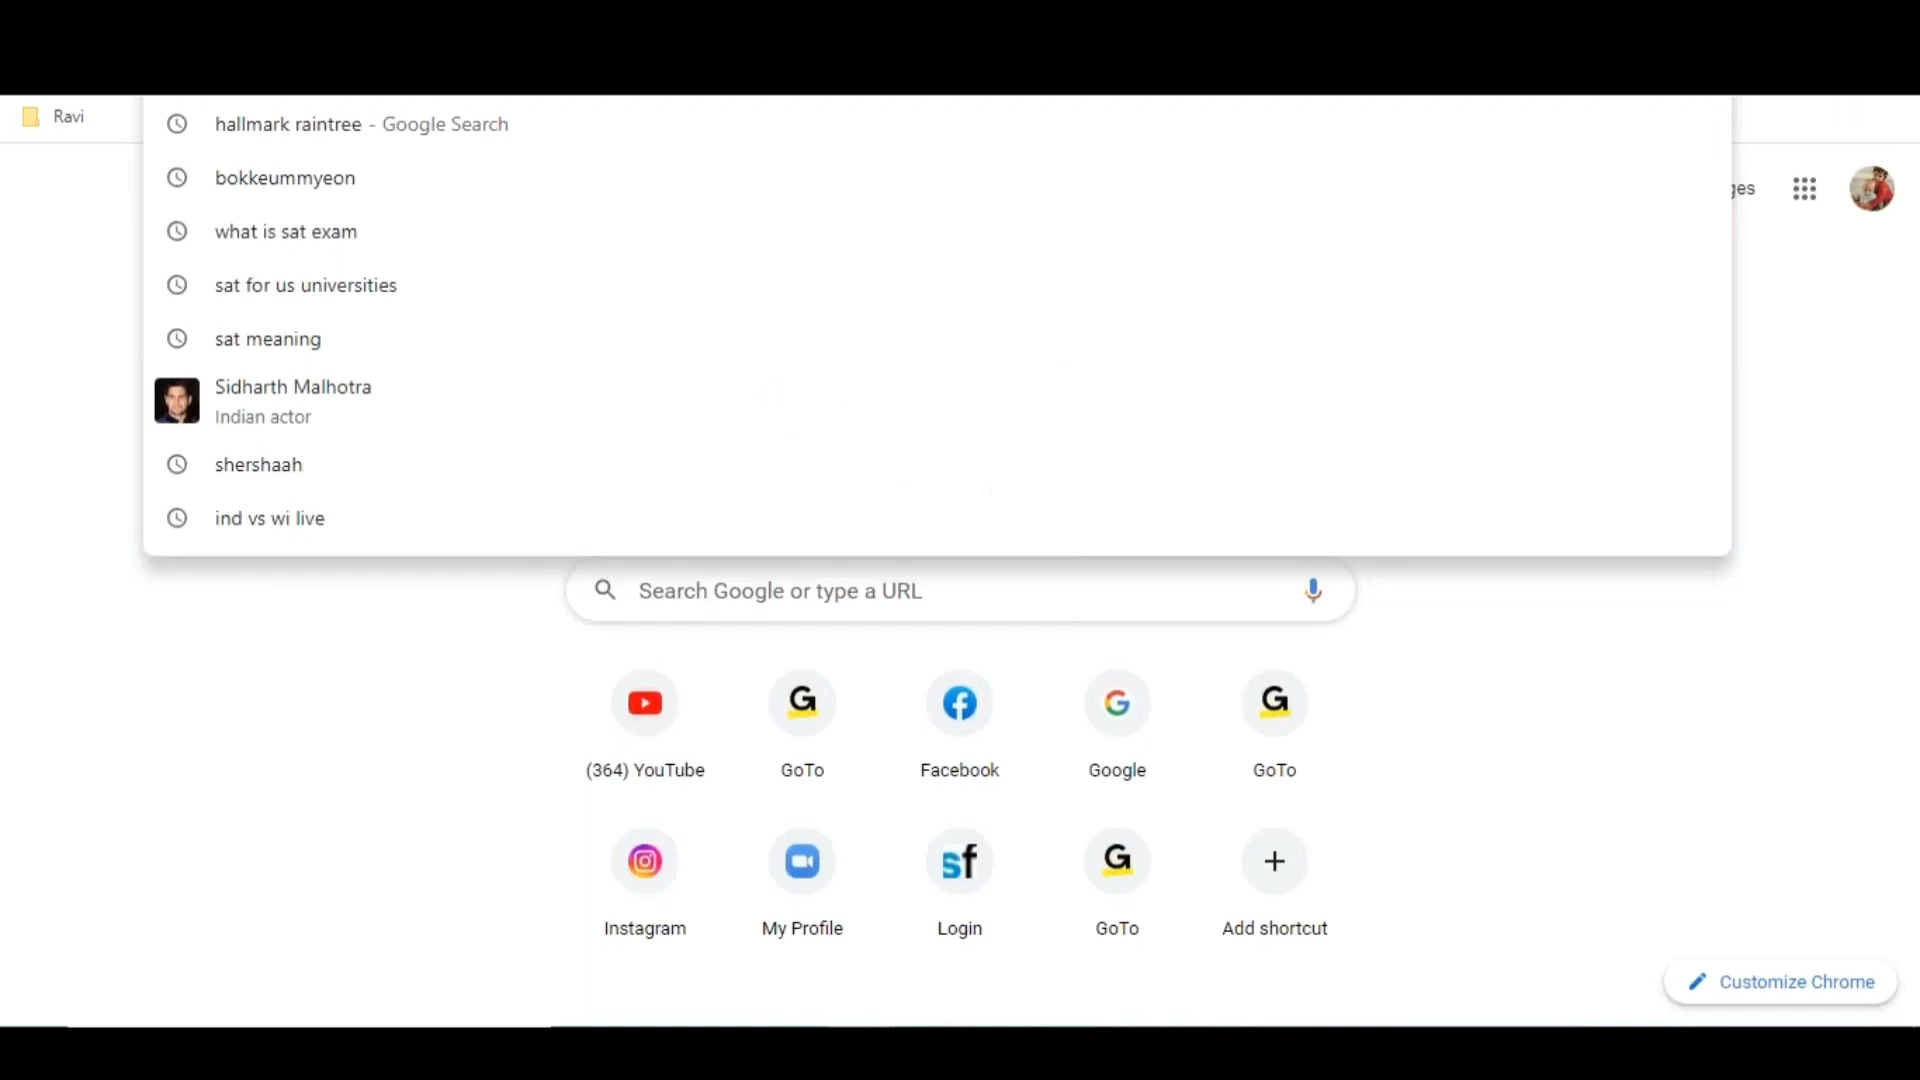 Ravi
hallmark raintree - Google Search
bokkeummyeon
ges
what is sat exam
sat for us universities
sat meaning
Sidharth Malhotra
Indian actor
shershaah
ind vs wi live
Search Google or type a URL
(364) YouTube
GoTo
Facebook
Google
GoTo
Instagram
My Profile
Login
GoTo
Add shortcut
Customize Chrome